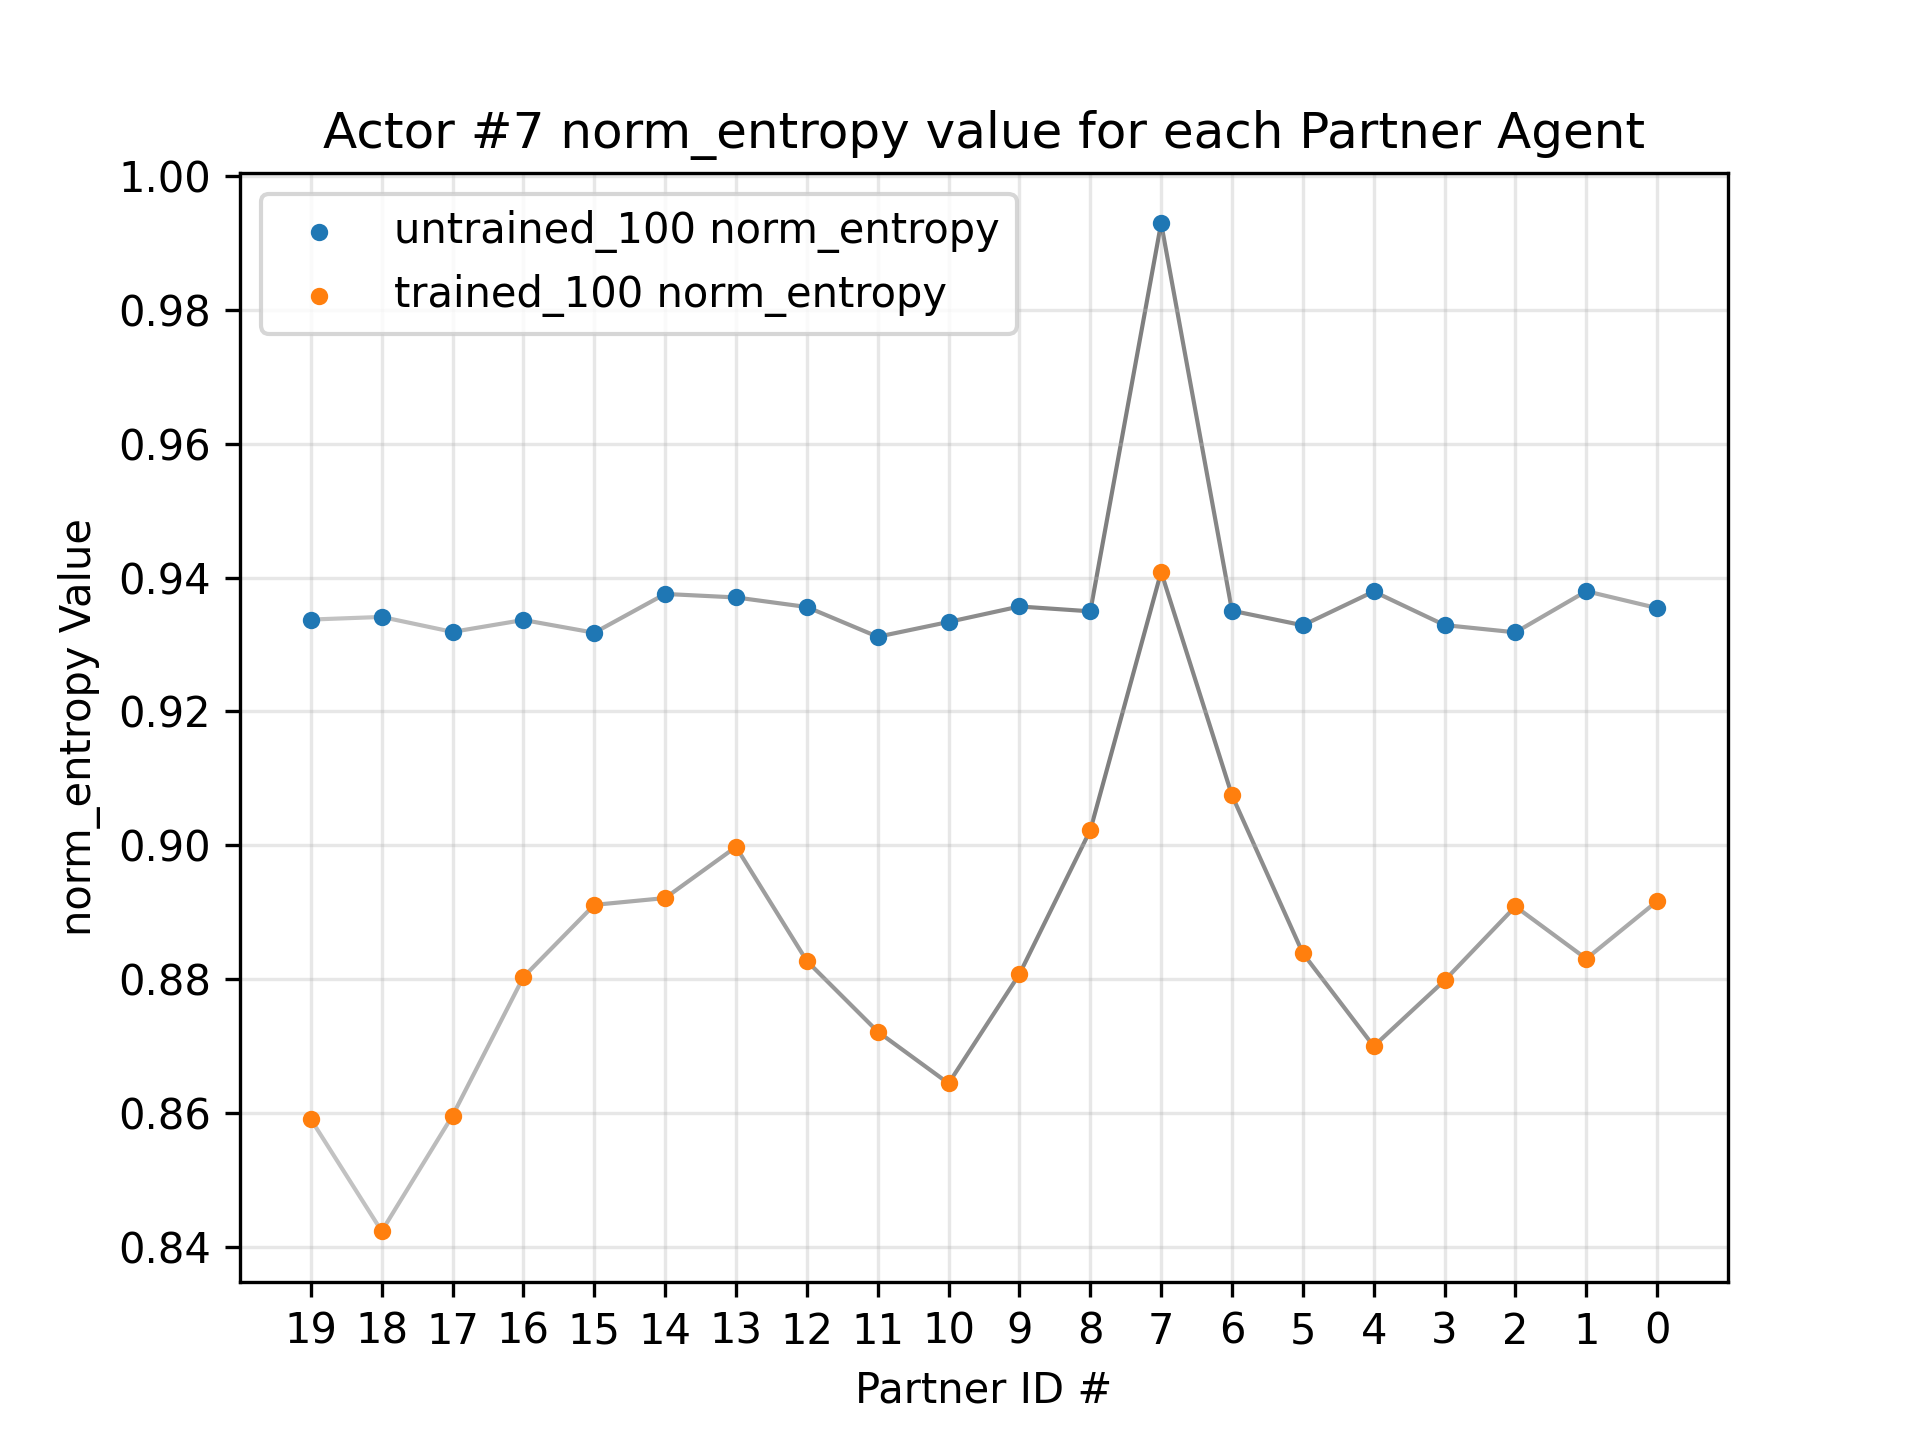 Actor #7 norm_entropy value for each Partner Agent
untrained_100 norm_entropy
trained_100 norm_entropy
1.00
0.98
0.96
0.94
0.92
0.90
0.88
0.86
0.84
norm_entropy Value
19 18 17 16 15 14 13 12 11 10 9 8 7 6 5 4 3 2 1 0
Partner ID #